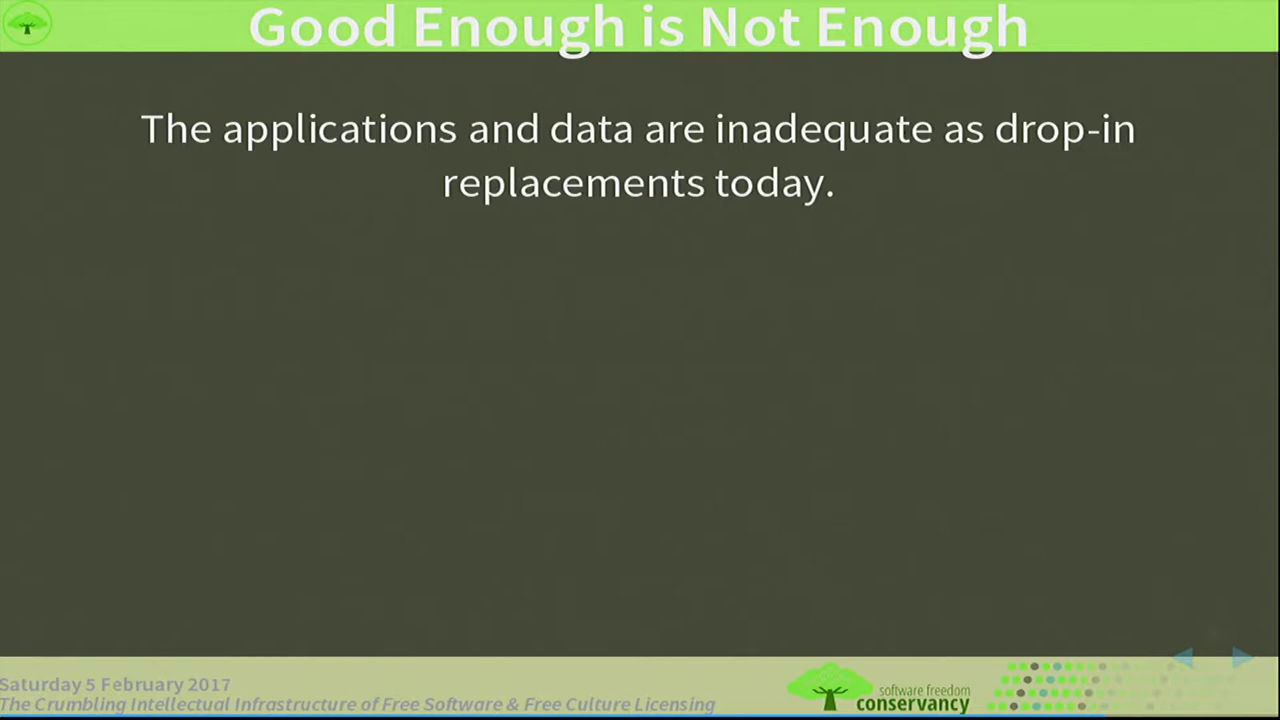 Good Enough is Not Enough
The applications and data are inadequate as drop-in
replacements today.
Saturday 5 February 2017
The Crumbling Intellectual Infrastructure of Free Software & Free Culture Licensing
software freedom
conservancy